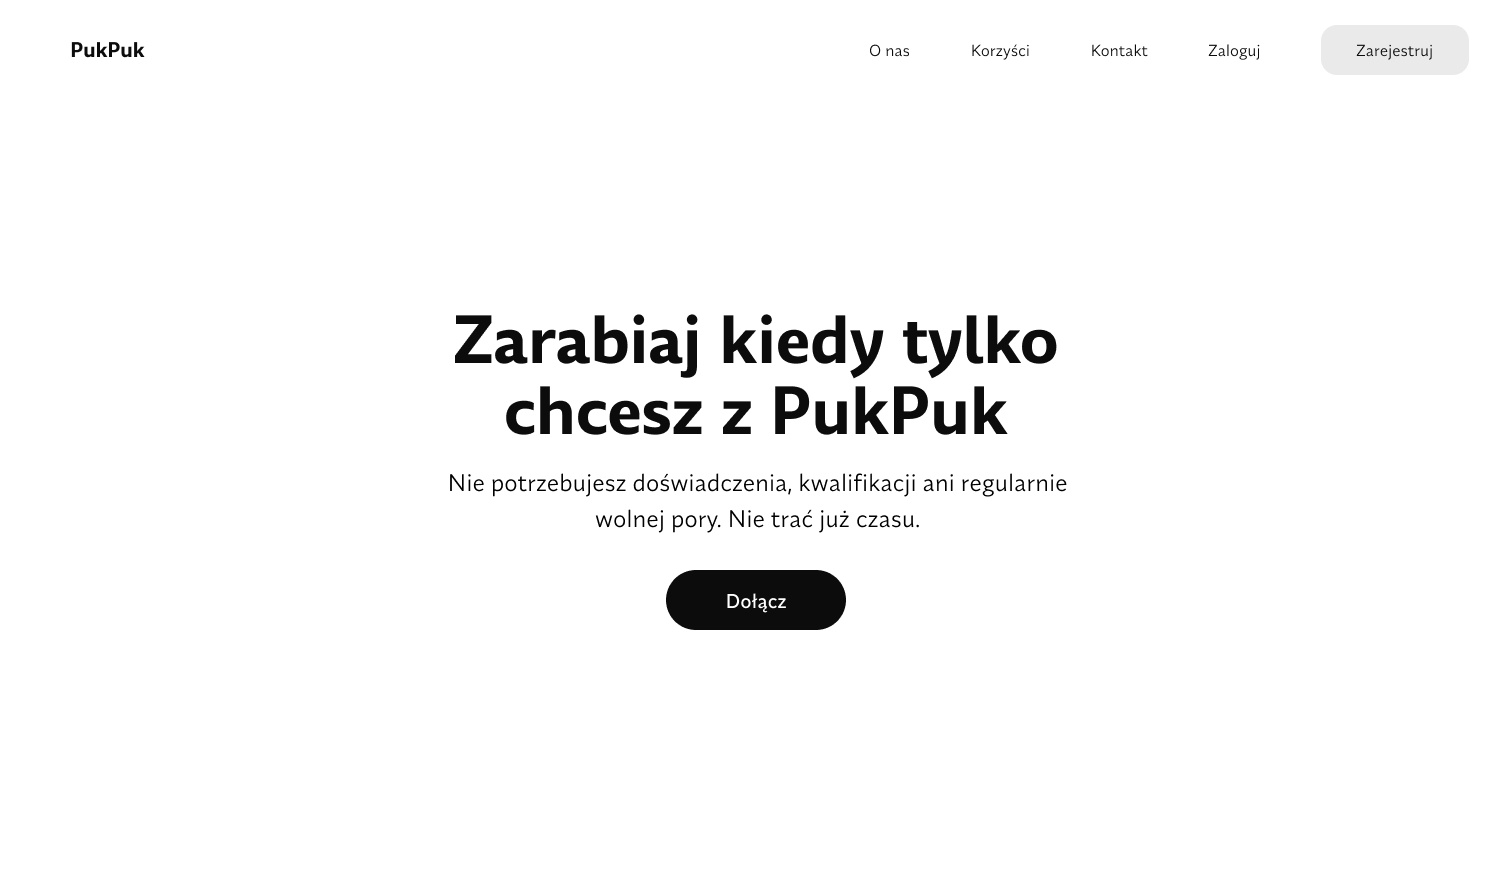 PukPuk
O nas
Korzyści
Kontakt
Zaloguj
Zarejestruj
Zarabiaj kiedy tylko
chcesz z PukPuk
Nie potrzebujesz doświadczenia, kwalifikacji ani regularnie
wolnej pory. Nie trać już czasu.
Dołącz